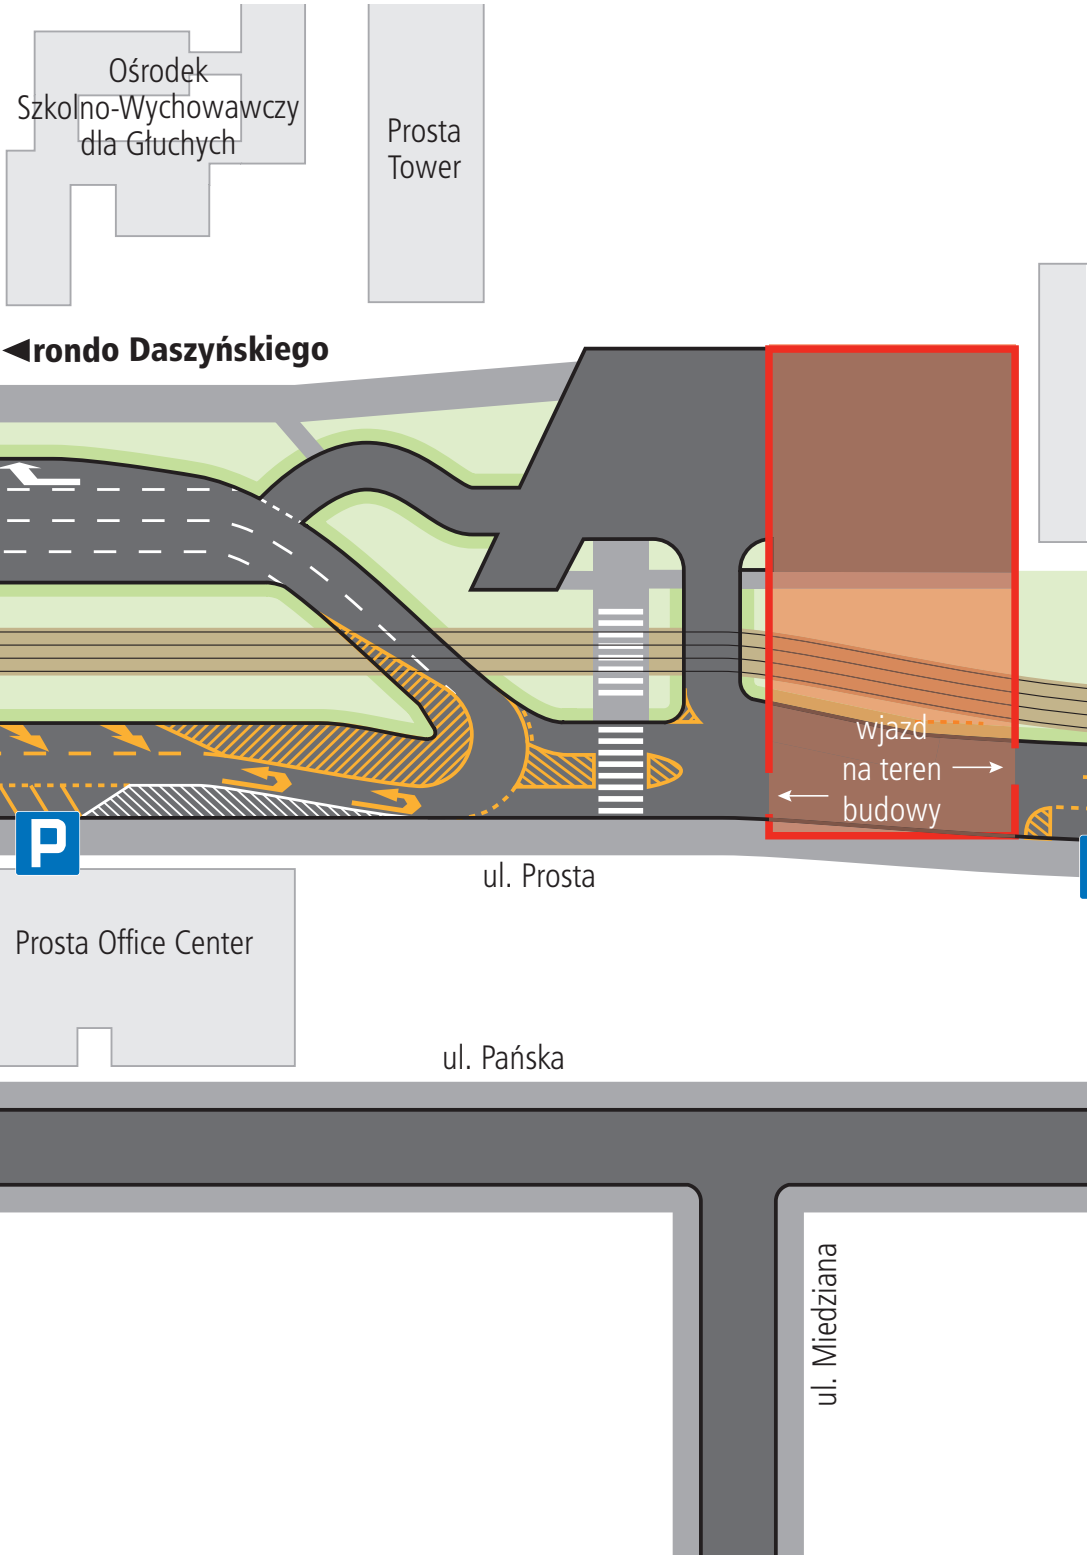 Ośrodek
Szkolno-Wychowawczy
dla Głuchych
Prosta
Tower
rondo Daszyńskiego
wjazd
na teren
budowy
P
ul. Prosta
Prosta Office Center
ul. Pańska
ul. Miedziana